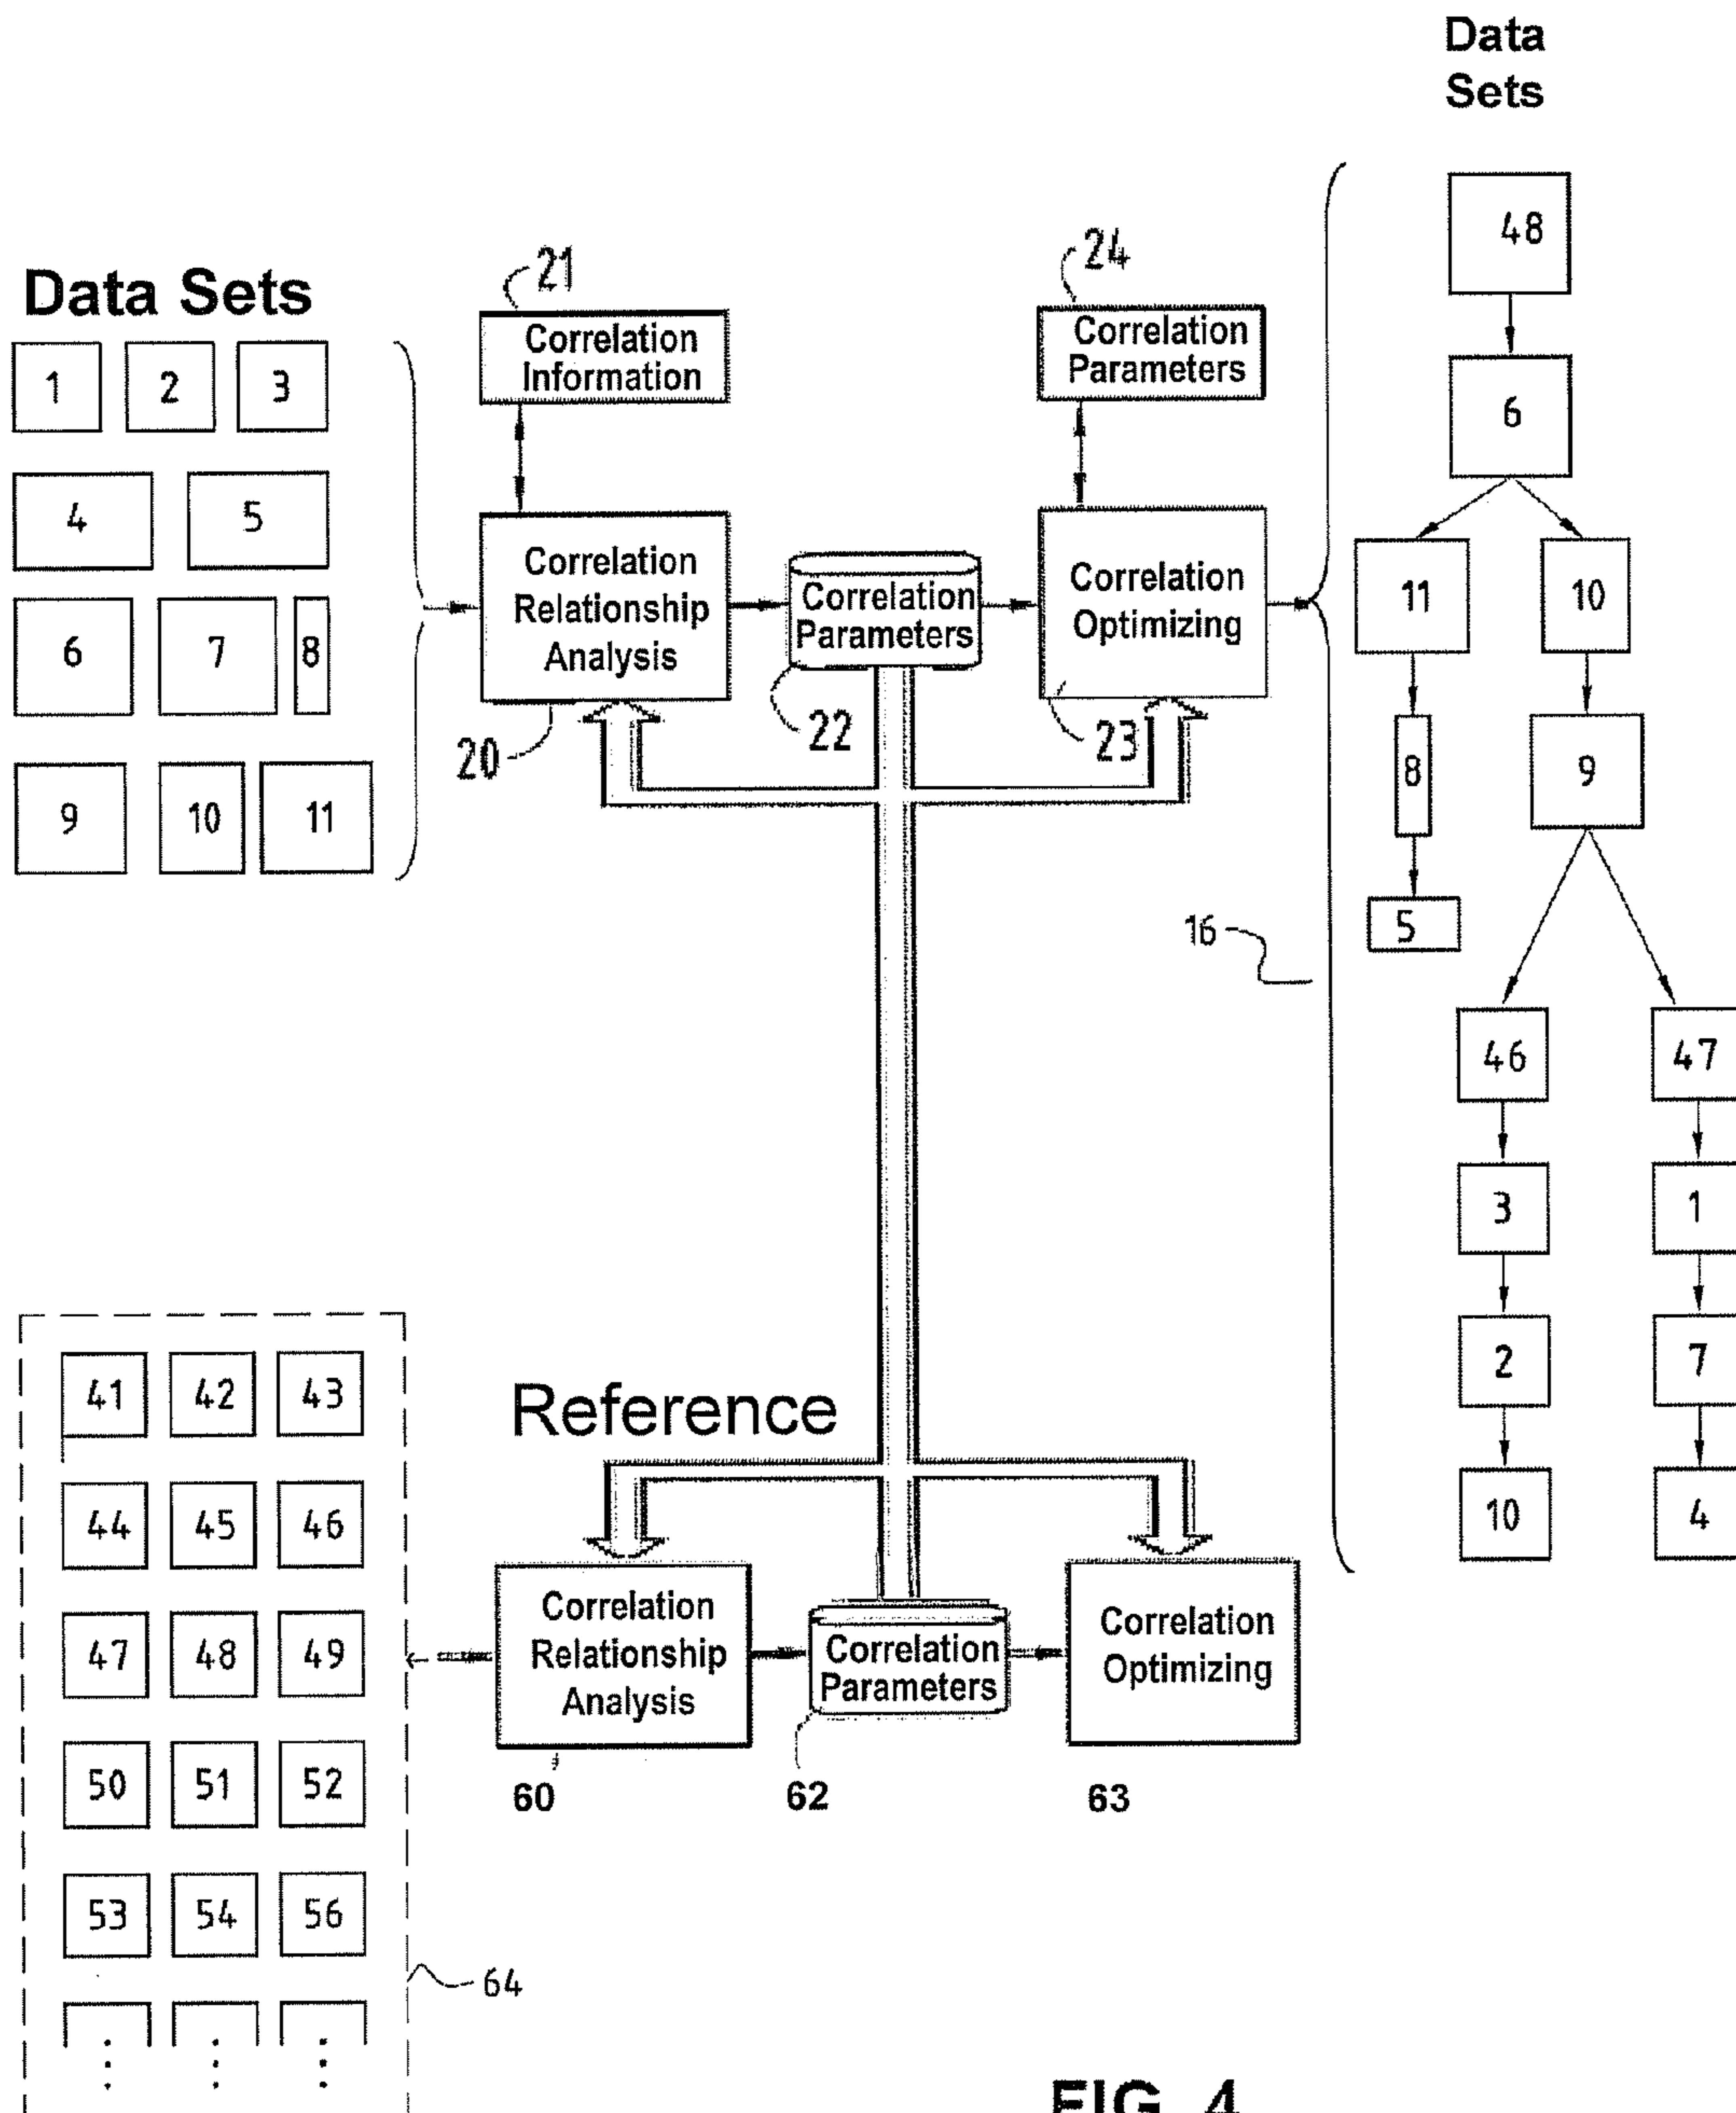 Data
Sets
48
6
11 10
8 9
5
46 47
3 1
2 7
10 4
16
Data Sets
1 2 3
4 5
6 7 8
9 10 11
21
Correlation
Information
24
Correlation
Parameters
Correlation
Relationship
Analysis
20
Correlation
Parameters
22
Correlation
Optimizing
23
Reference
41 42 43
44 45 46
47 48 49
50 51 52
53 54 56
64
Correlation
Relationship
Analysis
60
Correlation
Parameters
62
Correlation
Optimizing
63
FIG. 4